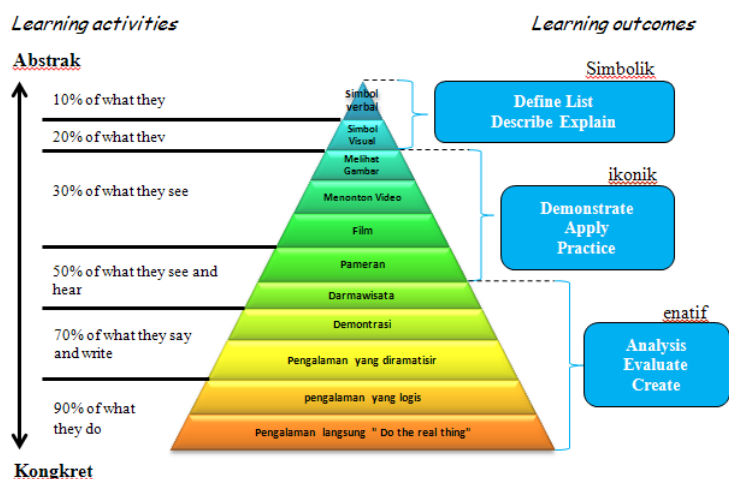 Learning activities
Learning outcomes
Abstrak
Simbolik
10% of what they
20% of what thev
30% of what they see
50% of what they see and
hear
70% of what they say
and write
90% of what
they do
Kongkret
Simbol
verbal
Simbol
Visual
Melihat
Gambar
Menonton Video
Film
Pameran
Darmawisata
Demontrasi
Pengalaman yang diramatisir
pengalaman yang logis
Pengalaman langsung " Do the real thing"
Define List
Describe Explain
ikonik
Demonstrate
Apply
Practice
enatif
Analysis
Evaluate
Create